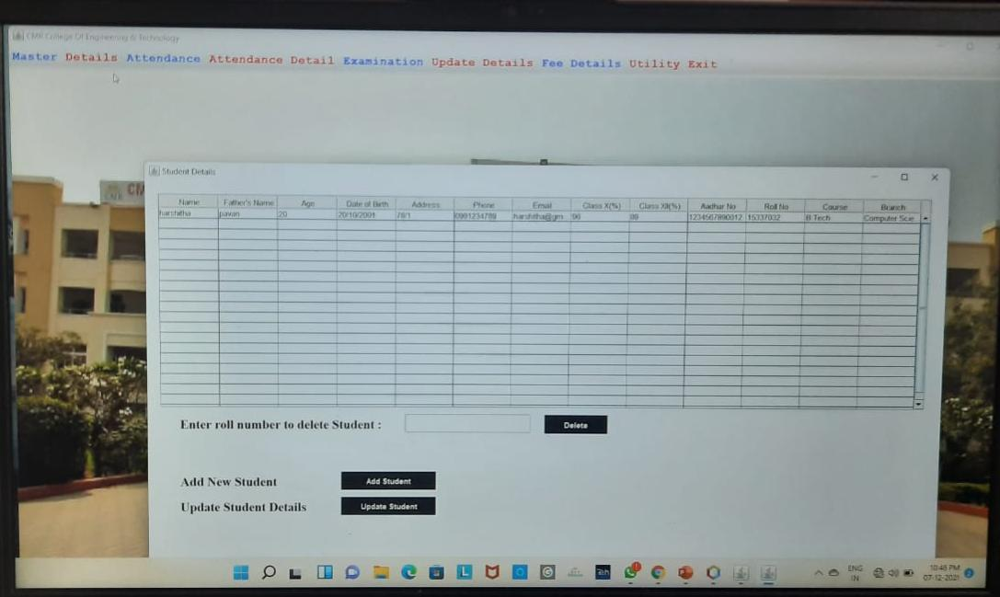 CMR College Of Engineering & Technology
Master Details Attendance Attendance Detail Examination Update Details Fee Details Utility Exit
Student Details
Name Father's Name Age Date of Birth Address Phone Email Class X(%) Class XII(%) Aadhar No Roll No Course Branch
harshitha pavan 20 20/10/2001 78/1 0991234789 harshitha@gm 96 89 1234567890012 15337032 B.Tech Computer Scie
Enter roll number to delete Student :
Delete
Add New Student
Add Student
Update Student Details
Update Student
ENG
IN
10:46 PM
07-12-2021